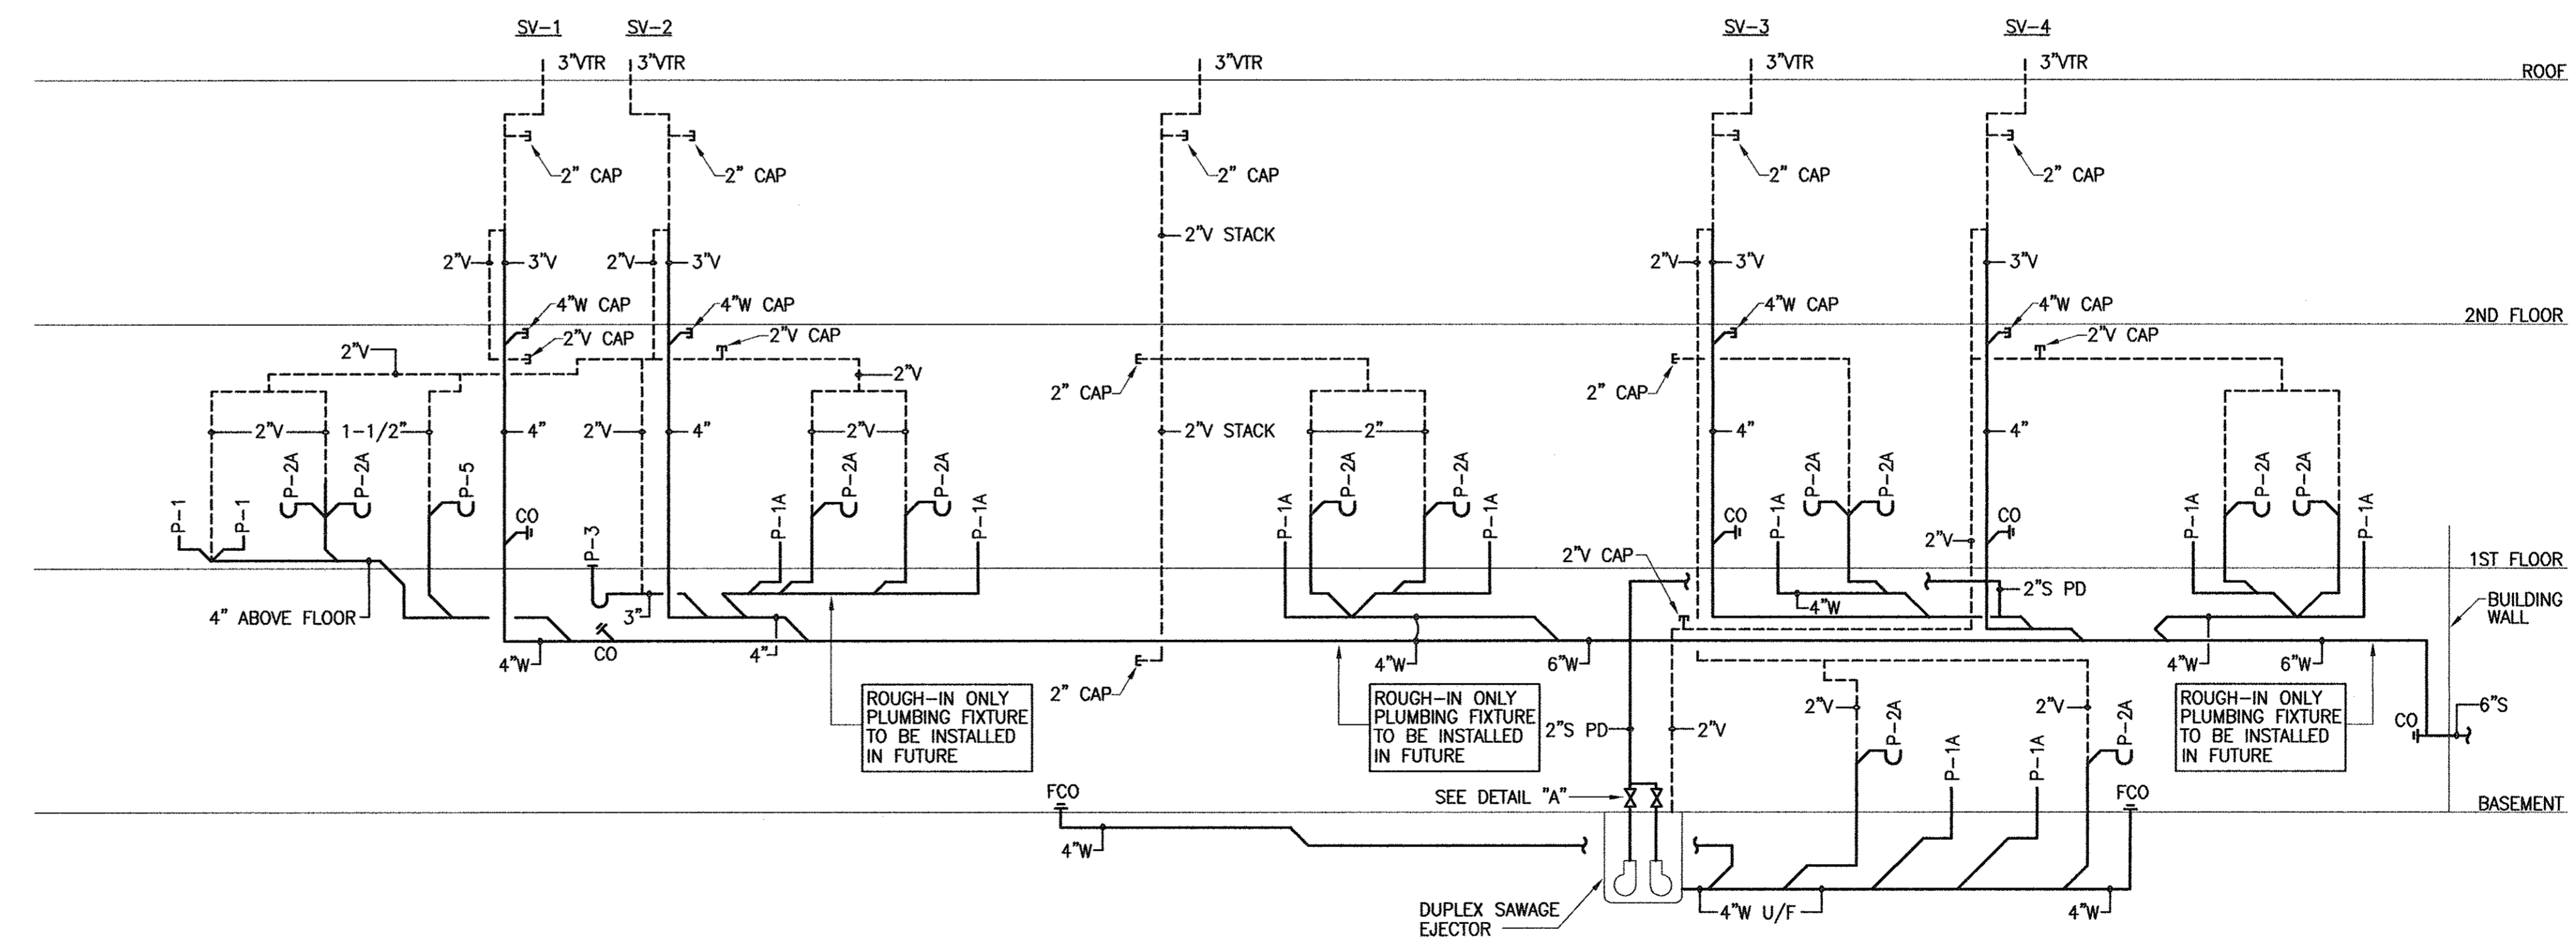 SV-1 SV-2 SV-3 SV-4
3"VTR 3"VTR 3"VTR 3"VTR 3"VTR
ROOF
2" CAP 2" CAP 2" CAP 2" CAP 2" CAP
2"V STACK
2"V 3"V 2"V 3"V 2"V 3"V 3"V
4"W CAP 4"W CAP 4"W CAP 4"W CAP
2ND FLOOR
2"V CAP 2"V CAP 2"V CAP
2"V 2"V
2" CAP 2" CAP
2"V 1-1/2" 4" 2"V 4" 2"V 2"V STACK 2" 4" 4"
P-1 P-1 P-2A P-2A P-5 CO P-3 P-1A P-2A P-2A P-1A P-1A P-2A P-2A P-1A CO P-1A P-2A P-2A CO P-1A P-2A P-2A P-1A
2"V
2"V CAP
1ST FLOOR
4" ABOVE FLOOR 3" 4"W 2"S PD
BUILDING
WALL
4"W CO 4" 4"W 6"W 4"W 6"W
2" CAP
ROUGH-IN ONLY
PLUMBING FIXTURE
TO BE INSTALLED
IN FUTURE
ROUGH-IN ONLY
PLUMBING FIXTURE
TO BE INSTALLED
IN FUTURE
2"S PD 2"V
2"V P-2A P-1A P-1A 2"V P-2A
ROUGH-IN ONLY
PLUMBING FIXTURE
TO BE INSTALLED
IN FUTURE
CO 6"S
FCO SEE DETAIL "A" FCO
BASEMENT
4"W
DUPLEX SAWAGE
EJECTOR
4"W U/F 4"W